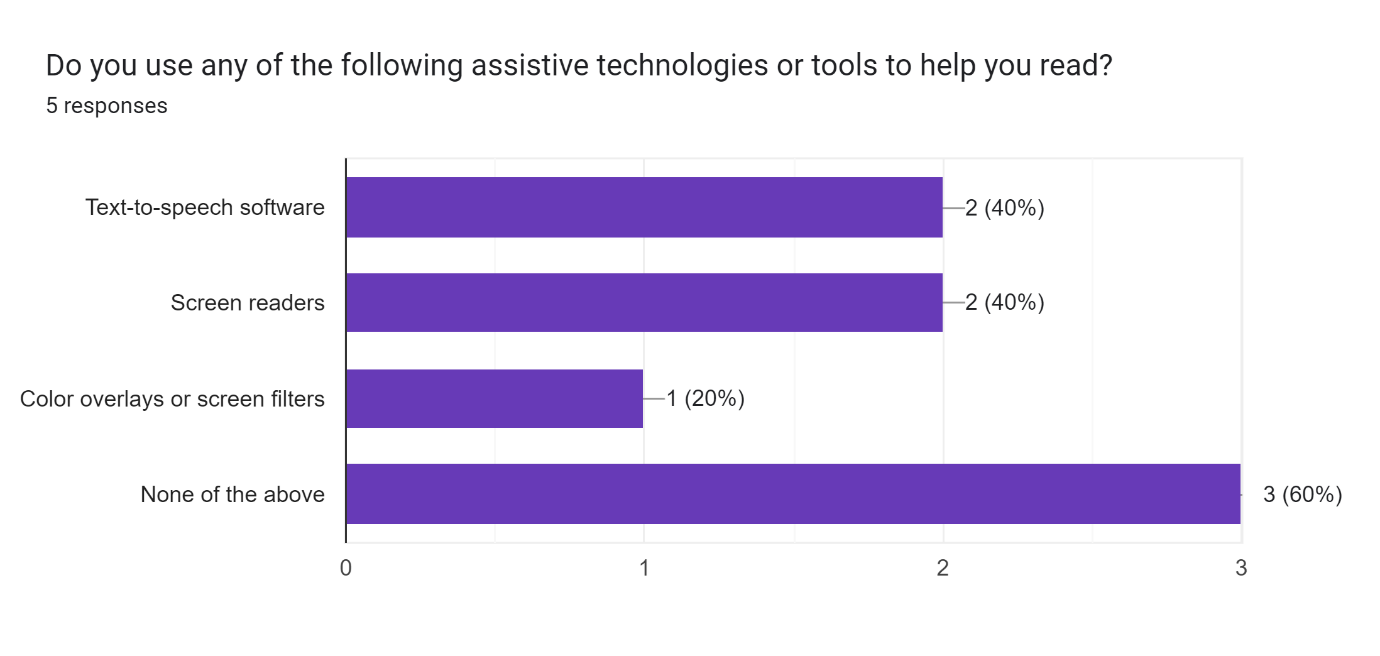 Do you use any of the following assistive technologies or tools to help you read?
5 responses
Text-to-speech software
2 (40%)
Screen readers
2 (40%)
Color overlays or screen filters
1 (20%)
None of the above
3 (60%)
0 1 2 3